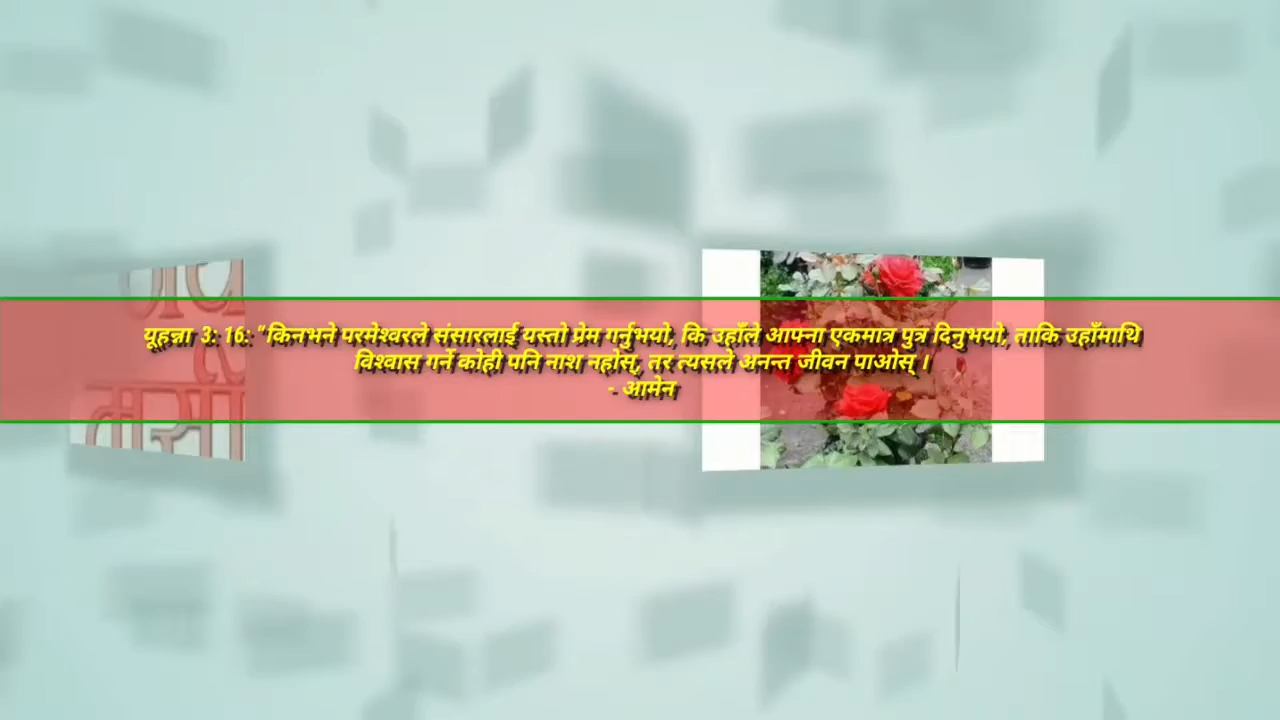 यूहन्ना 3: 16: "किनभने परमेश्वरले संसारलाई यस्तो प्रेम गर्नुभयो, कि उहाँले आफ्ना एकमात्र पुत्र दिनुभयो, ताकि उहाँमाथि
विश्वास गर्ने कोही पनि नाश नहोस्, तर त्यसले अनन्त जीवन पाओस् ।
- आमेन